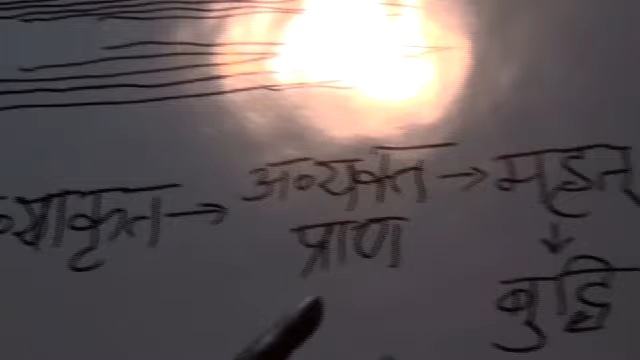 व्याकृत → अव्यक्त → महत्
प्राण ↓
बुद्धि